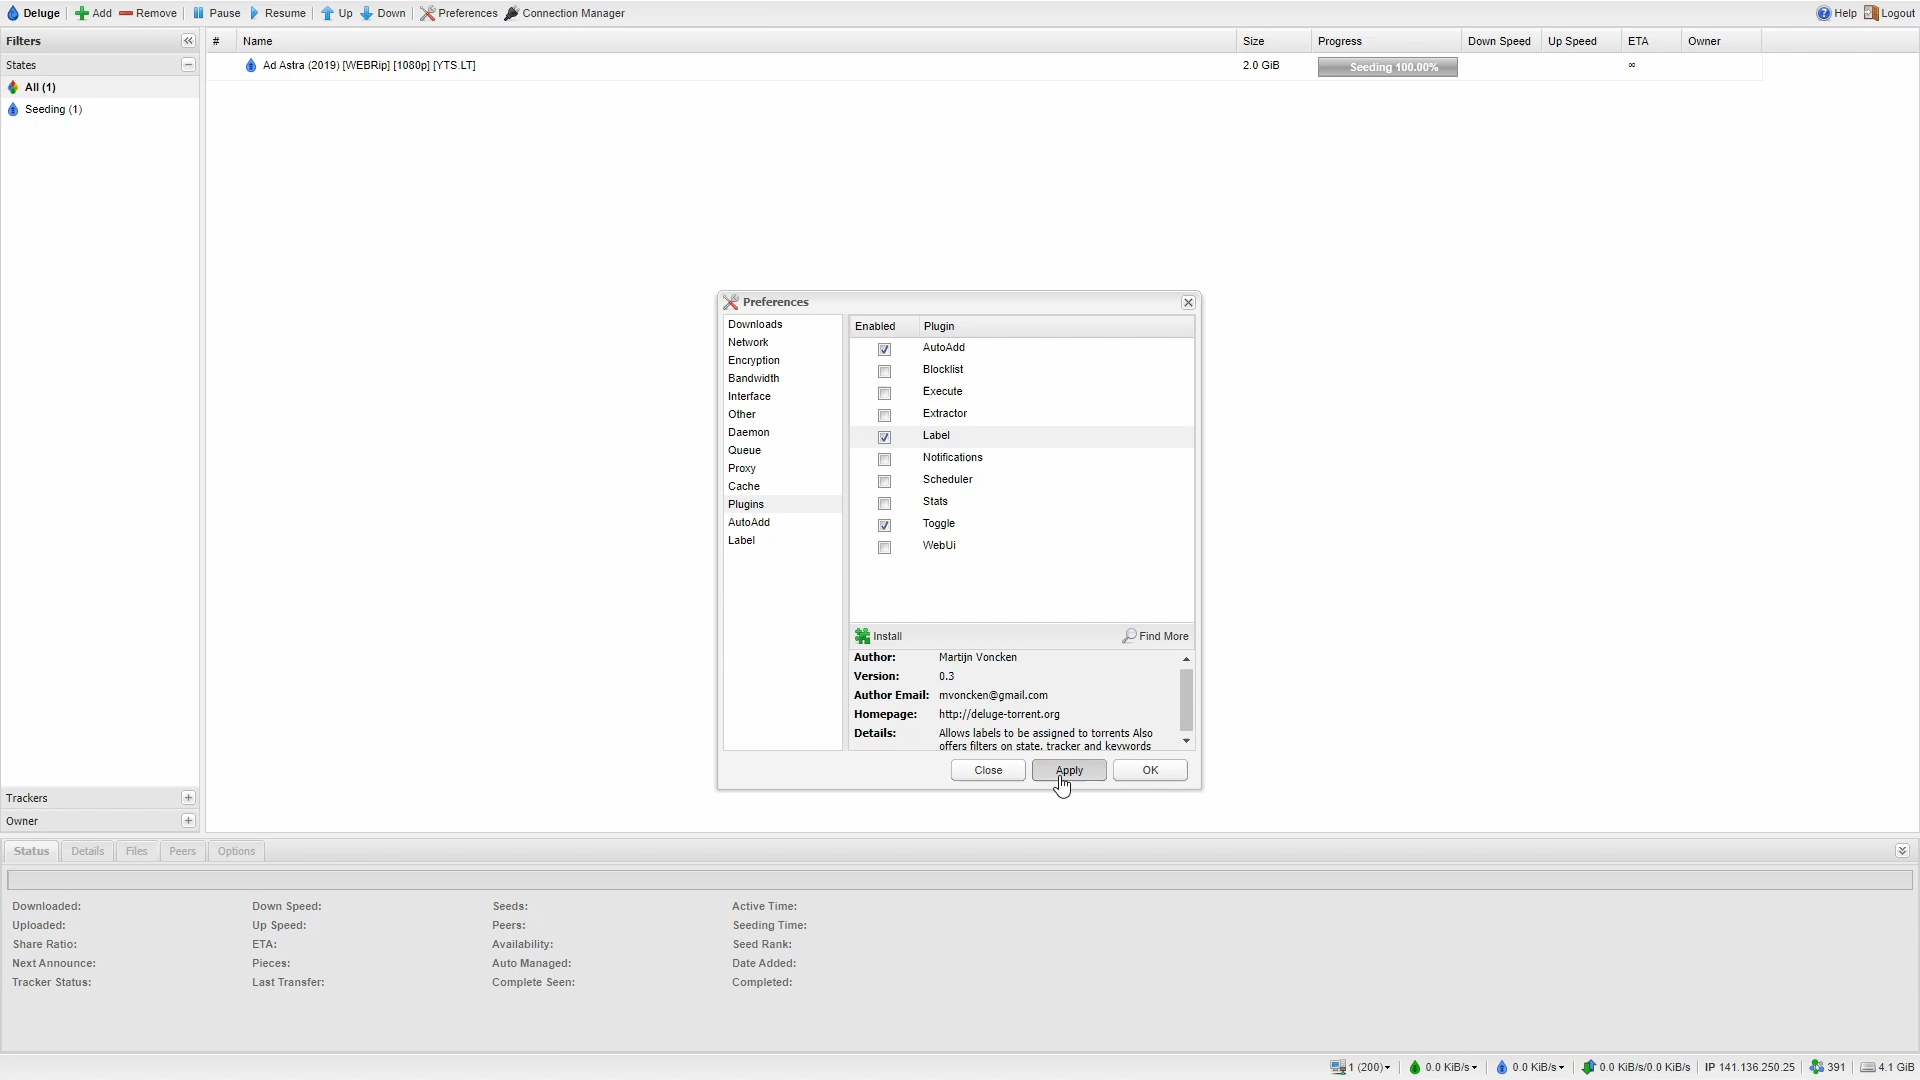 Deluge Add Remove Pause Resume Up Down Preferences Connection Manager Help Logout
Filters
States
All (1)
Seeding (1)
Trackers
Owner
# Name Size Progress Down Speed Up Speed ETA Owner
Ad Astra (2019) [WEBRip] [1080p] [YTS.LT] 2.0 GiB Seeding 100.00% ∞
Preferences
Downloads
Network
Encryption
Bandwidth
Interface
Other
Daemon
Queue
Proxy
Cache
Plugins
AutoAdd
Label
Enabled Plugin
AutoAdd
Blocklist
Execute
Extractor
Label
Notifications
Scheduler
Stats
Toggle
WebUi
Install Find More
Author: Martijn Voncken
Version: 0.3
Author Email: mvoncken@gmail.com
Homepage: http://deluge-torrent.org
Details: Allows labels to be assigned to torrents Also
offers filters on state, tracker and keywords
Close Apply OK
Status Details Files Peers Options
Downloaded: Down Speed: Seeds: Active Time:
Uploaded: Up Speed: Peers: Seeding Time:
Share Ratio: ETA: Availability: Seed Rank:
Next Announce: Pieces: Auto Managed: Date Added:
Tracker Status: Last Transfer: Complete Seen: Completed:
1 (200) 0.0 KiB/s 0.0 KiB/s 0.0 KiB/s/0.0 KiB/s IP 141.136.250.25 391 4.1 GiB